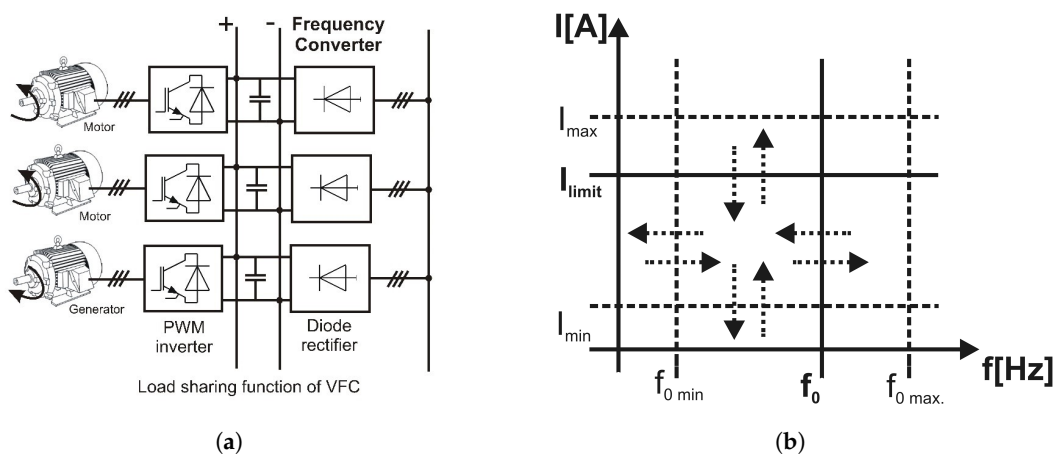 + - Frequency
Converter
Motor
Motor
Generator
PWM
inverter
Diode
rectifier
Load sharing function of VFC
(a)
I[A]
Imax
Ilimit
Imin
f0 min
f0
f0 max.
f[Hz]
(b)